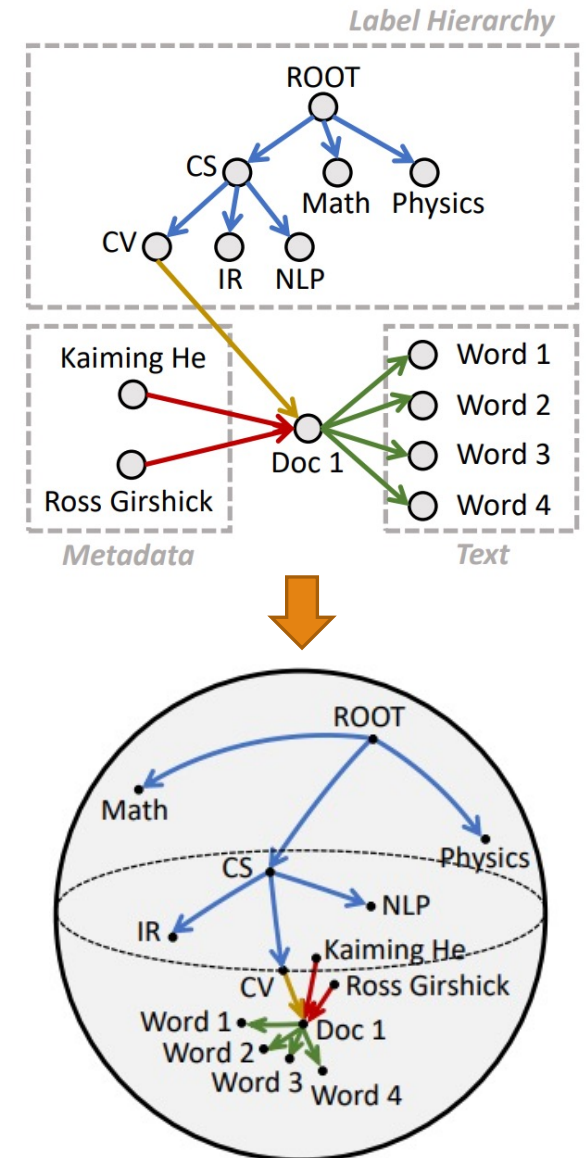 Label Hierarchy
ROOT
CS
Math
Physics
CV
IR
NLP
Kaiming He
Ross Girshick
Metadata
Doc 1
Word 1
Word 2
Word 3
Word 4
Text
ROOT
Math
Physics
CS
NLP
IR
Kaiming He
CV
Ross Girshick
Word 1
Doc 1
Word 2
Word 3
Word 4